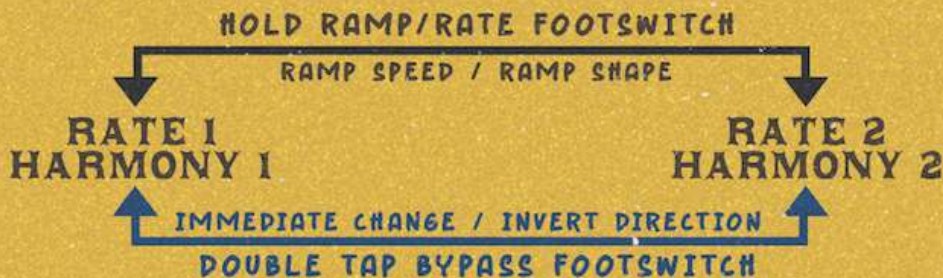 HOLD RAMP/RATE FOOTSWITCH
RAMP SPEED / RAMP SHAPE
RATE 1 RATE 2
HARMONY 1 HARMONY 2
IMMEDIATE CHANGE / INVERT DIRECTION
DOUBLE TAP BYPASS FOOTSWITCH